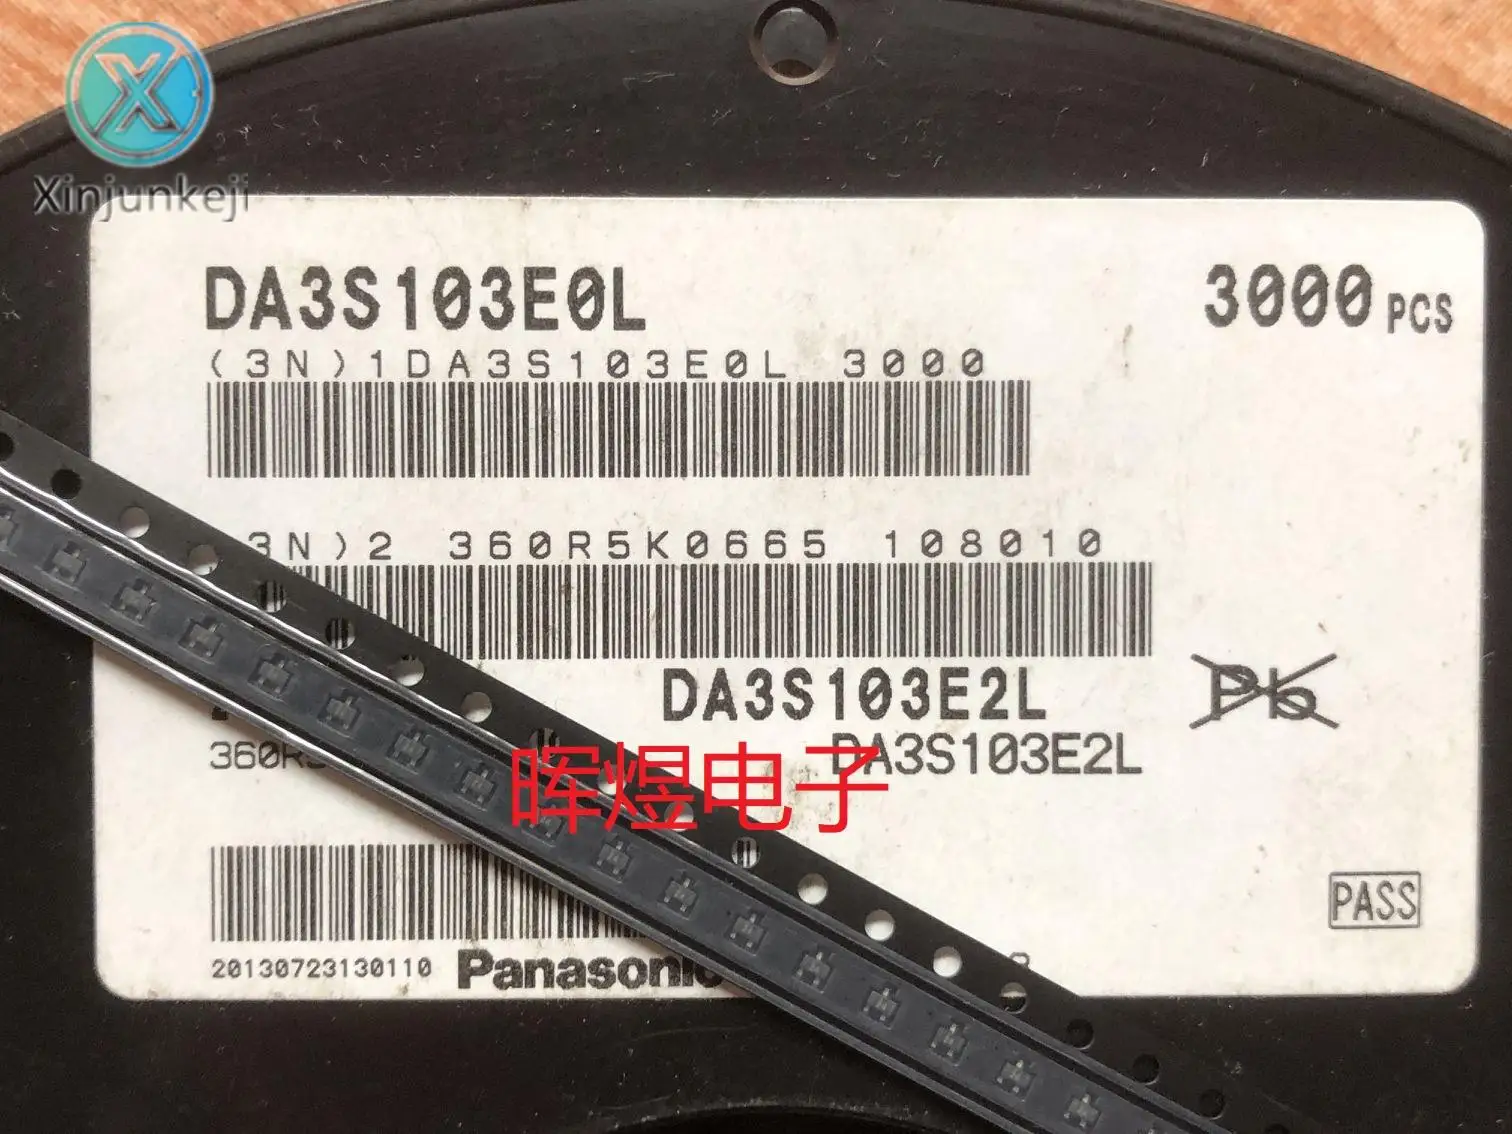 Xinjunkeji
DA3S103E0L 3000 PCS
(3N)1DA3S103E0L 3000
3N)2 360R5K0665 108010
DA3S103E2L
Pb
360R5
DA3S103E2L
晖煜电子
PASS
20130723130110 Panasonic